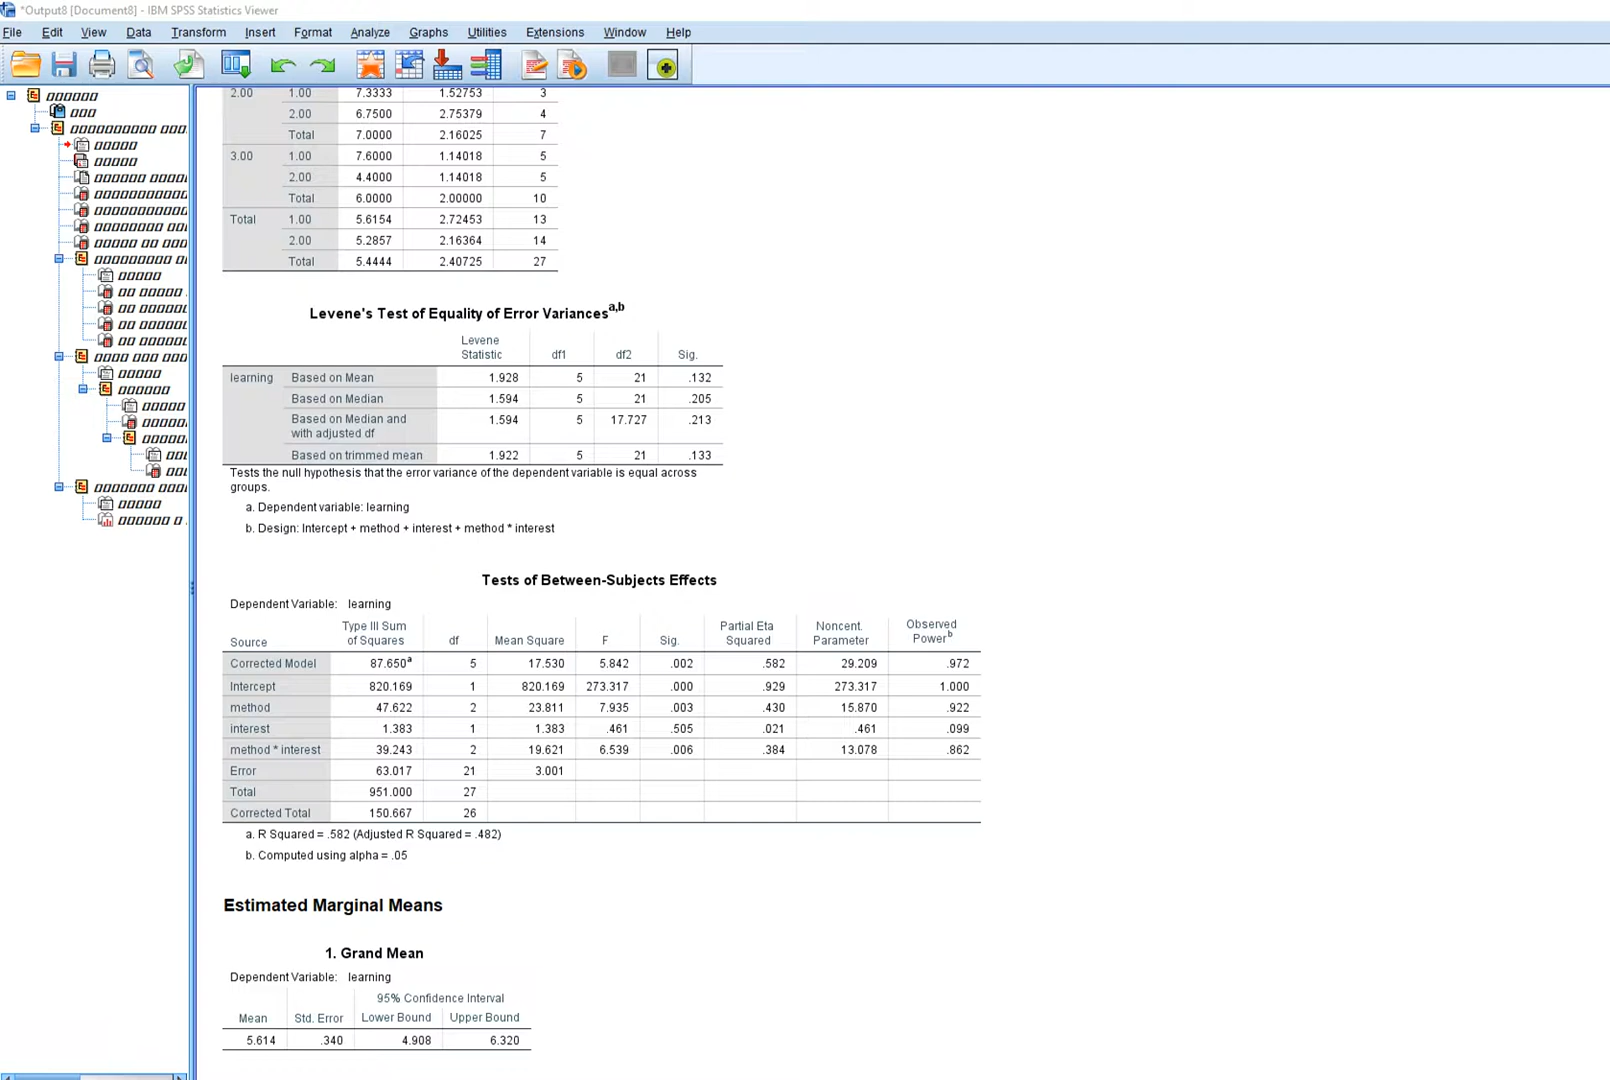 *Output8 [Document8] - IBM SPSS Statistics Viewer
File Edit View Data Transform Insert Format Analyze Graphs Utilities Extensions Window Help
2.00 1.00 7.3333 1.52753 3
2.00 6.7500 2.75379 4
Total 7.0000 2.16025 7
3.00 1.00 7.6000 1.14018 5
2.00 4.4000 1.14018 5
Total 6.0000 2.00000 10
Total 1.00 5.6154 2.72453 13
2.00 5.2857 2.16364 14
Total 5.4444 2.40725 27
Levene's Test of Equality of Error Variancesa,b
Levene
Statistic df1 df2 Sig.
learning Based on Mean 1.928 5 21 .132
Based on Median 1.594 5 21 .205
Based on Median and 1.594 5 17.727 .213
with adjusted df
Based on trimmed mean 1.922 5 21 .133
Tests the null hypothesis that the error variance of the dependent variable is equal across
groups.
a. Dependent variable: learning
b. Design: Intercept + method + interest + method * interest
Tests of Between-Subjects Effects
Dependent Variable: learning
Type III Sum Partial Eta Noncent. Observed
Source of Squares df Mean Square F Sig. Squared Parameter Powerb
Corrected Model 87.650a 5 17.530 5.842 .002 .582 29.209 .972
Intercept 820.169 1 820.169 273.317 .000 .929 273.317 1.000
method 47.622 2 23.811 7.935 .003 .430 15.870 .922
interest 1.383 1 1.383 .461 .505 .021 .461 .099
method * interest 39.243 2 19.621 6.539 .006 .384 13.078 .862
Error 63.017 21 3.001
Total 951.000 27
Corrected Total 150.667 26
a. R Squared = .582 (Adjusted R Squared = .482)
b. Computed using alpha = .05
Estimated Marginal Means
1. Grand Mean
Dependent Variable: learning
95% Confidence Interval
Mean Std. Error Lower Bound Upper Bound
5.614 .340 4.908 6.320